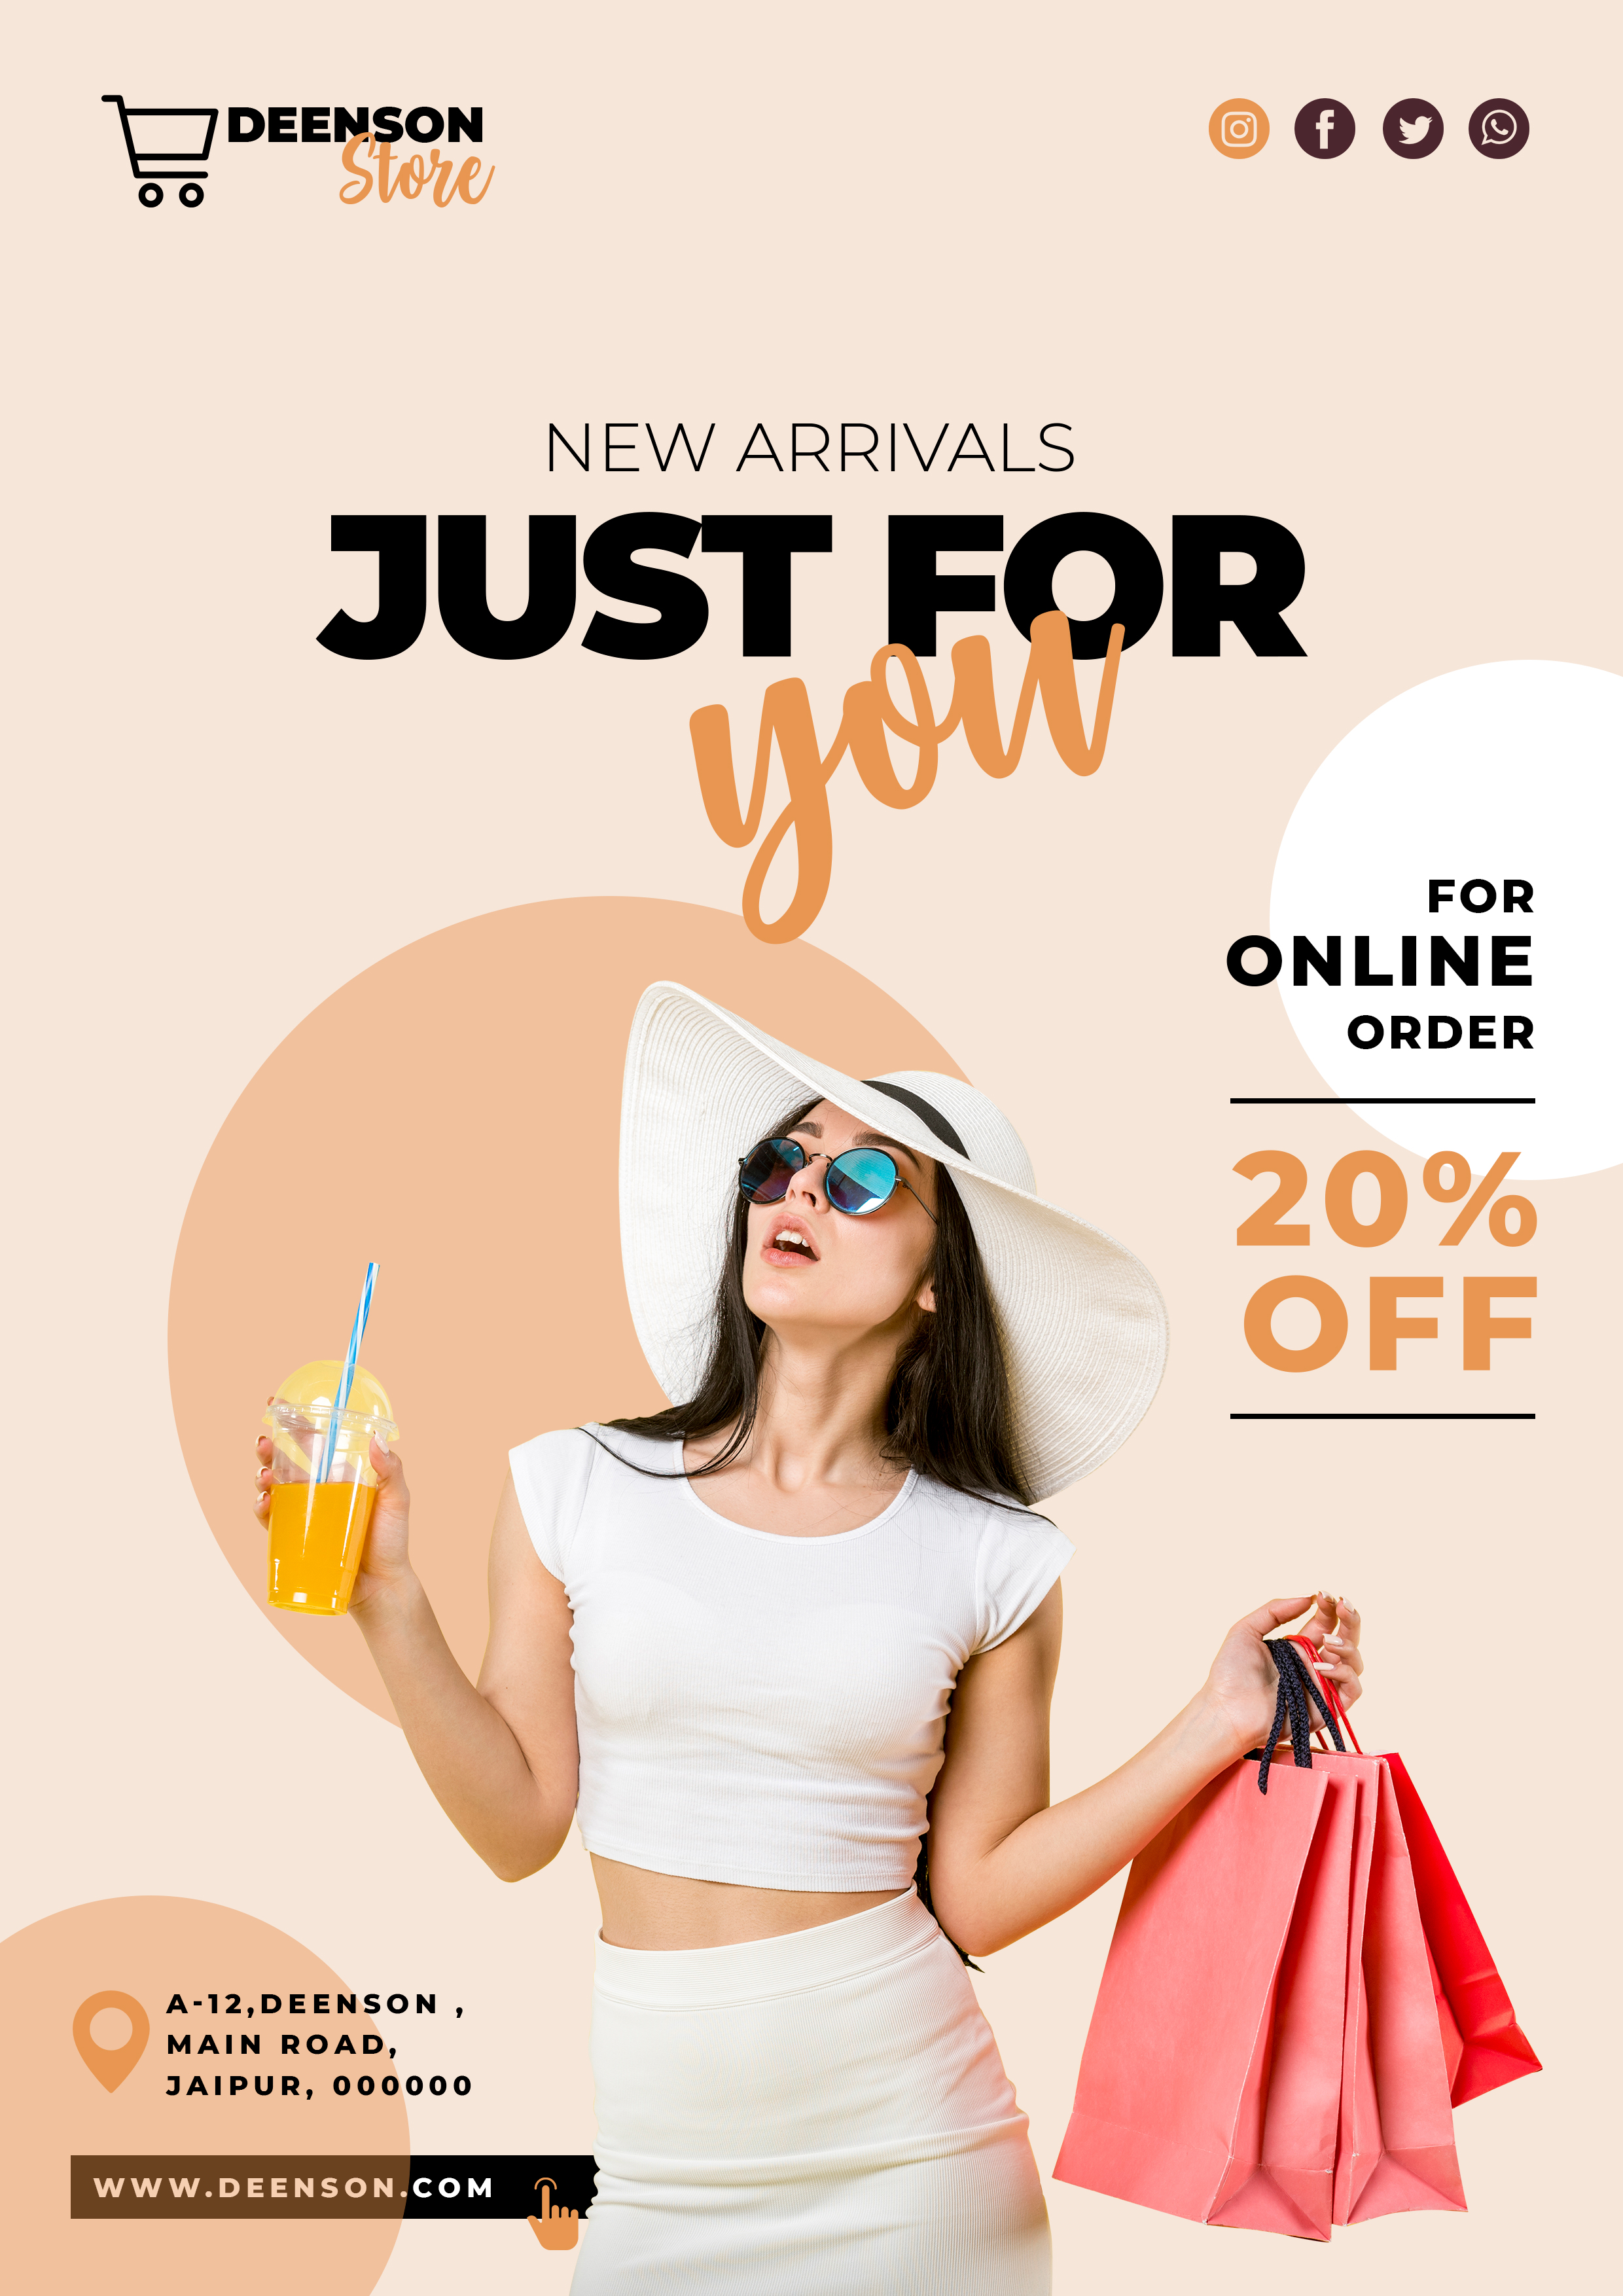 DEENSON
Store
NEW ARRIVALS
JUST FOR
you
FOR
ONLINE
ORDER
20%
OFF
A-12,DEENSON ,
MAIN ROAD,
JAIPUR, 000000
WWW.DEENSON.COM